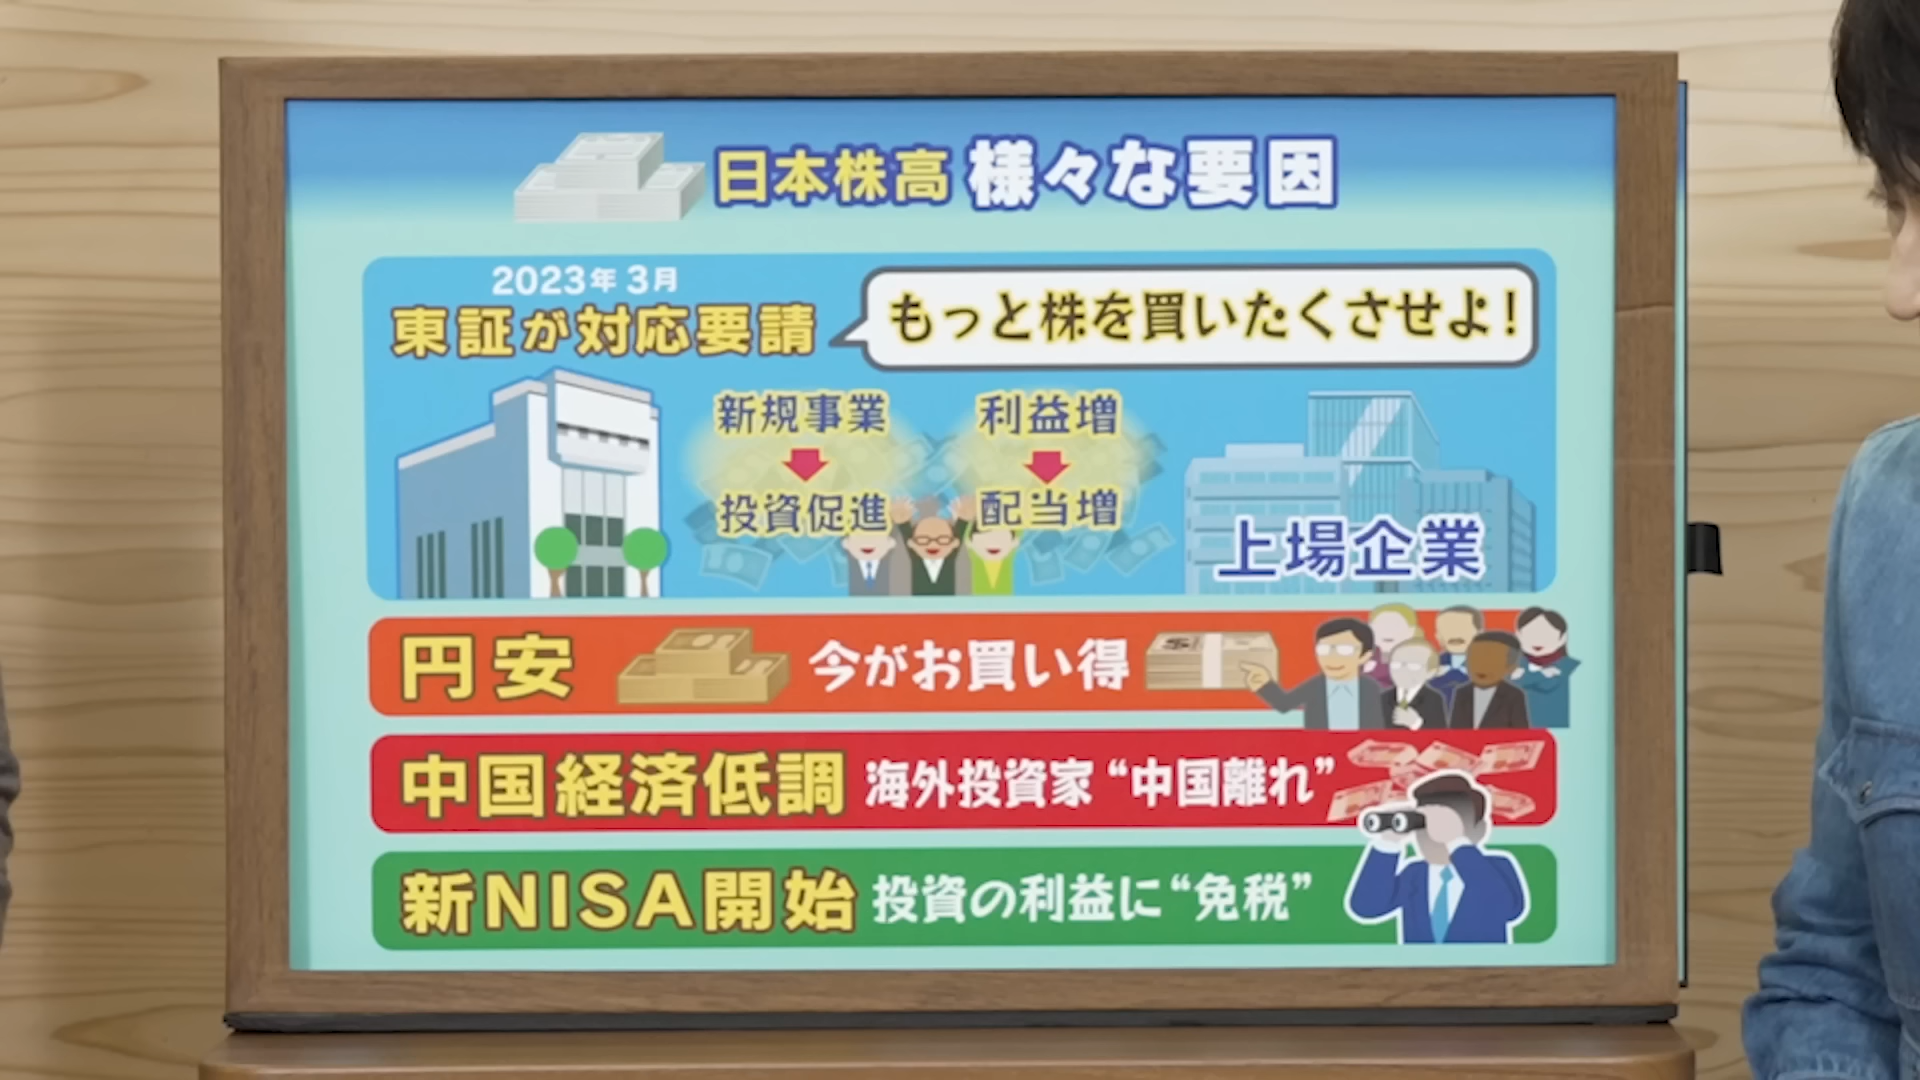 日本株高 様々な要因
2023年3月
東証が対応要請
もっと株を買いたくさせよ!
新規事業
投資促進
利益増
配当増
上場企業
円安 今がお買い得
中国経済低調 海外投資家“中国離れ”
新NISA開始 投資の利益に“免税”